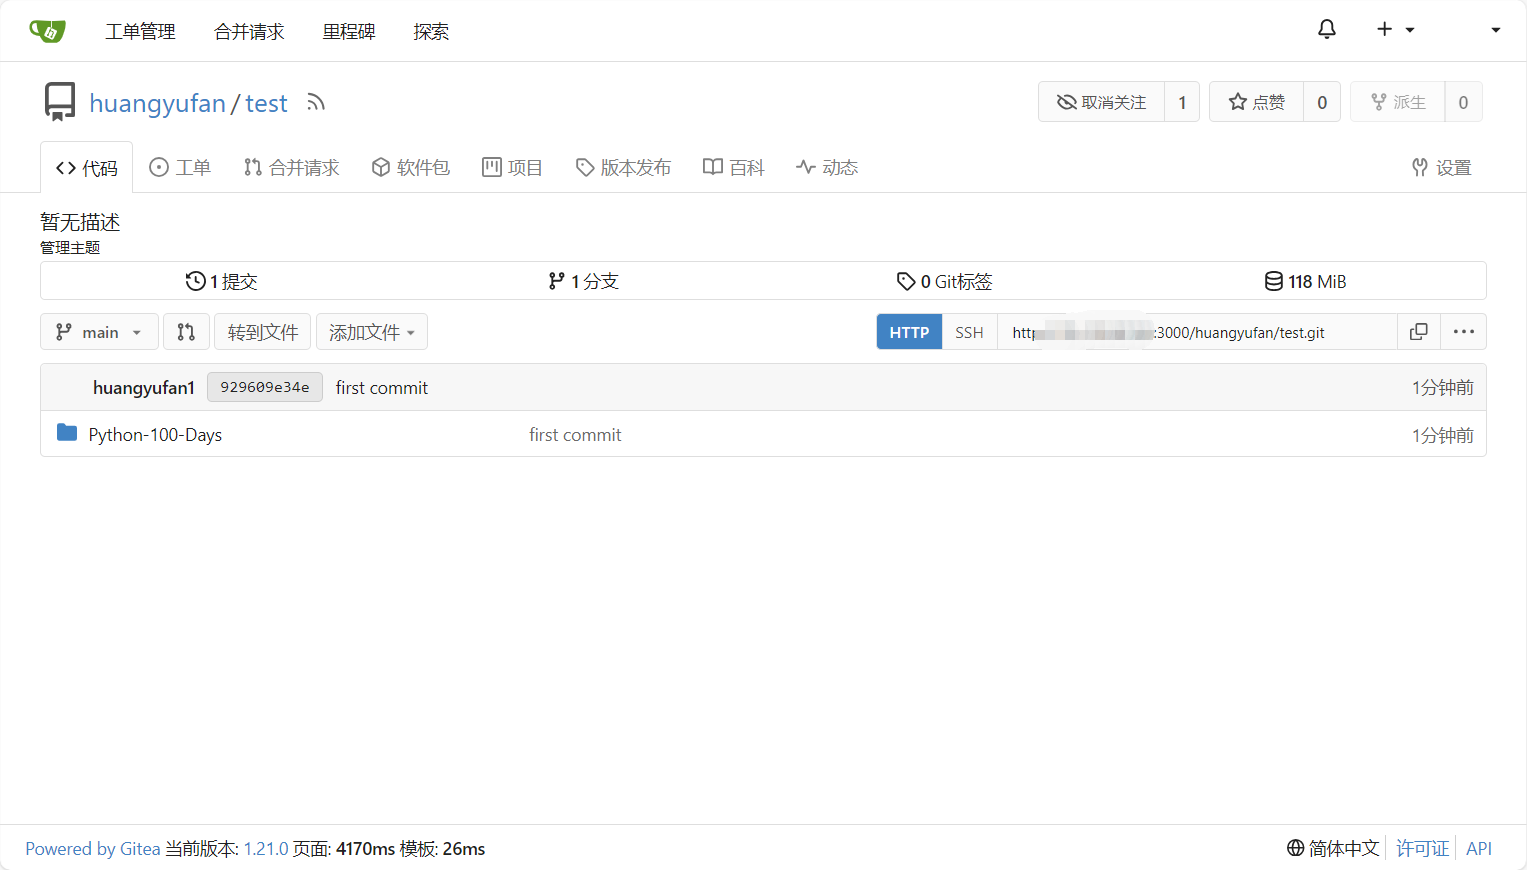 工单管理 合并请求 里程碑 探索
huangyufan/test 取消关注 1 点赞 0 派生 0
代码 工单 合并请求 软件包 项目 版本发布 百科 动态 设置
暂无描述
管理主题
1 提交 1 分支 0 Git标签 118 MiB
main 转到文件 添加文件 HTTP SSH http :3000/huangyufan/test.git
huangyufan1 929609e34e first commit 1分钟前
Python-100-Days first commit 1分钟前
Powered by Gitea 当前版本: 1.21.0 页面: 4170ms 模板: 26ms 简体中文 许可证 API